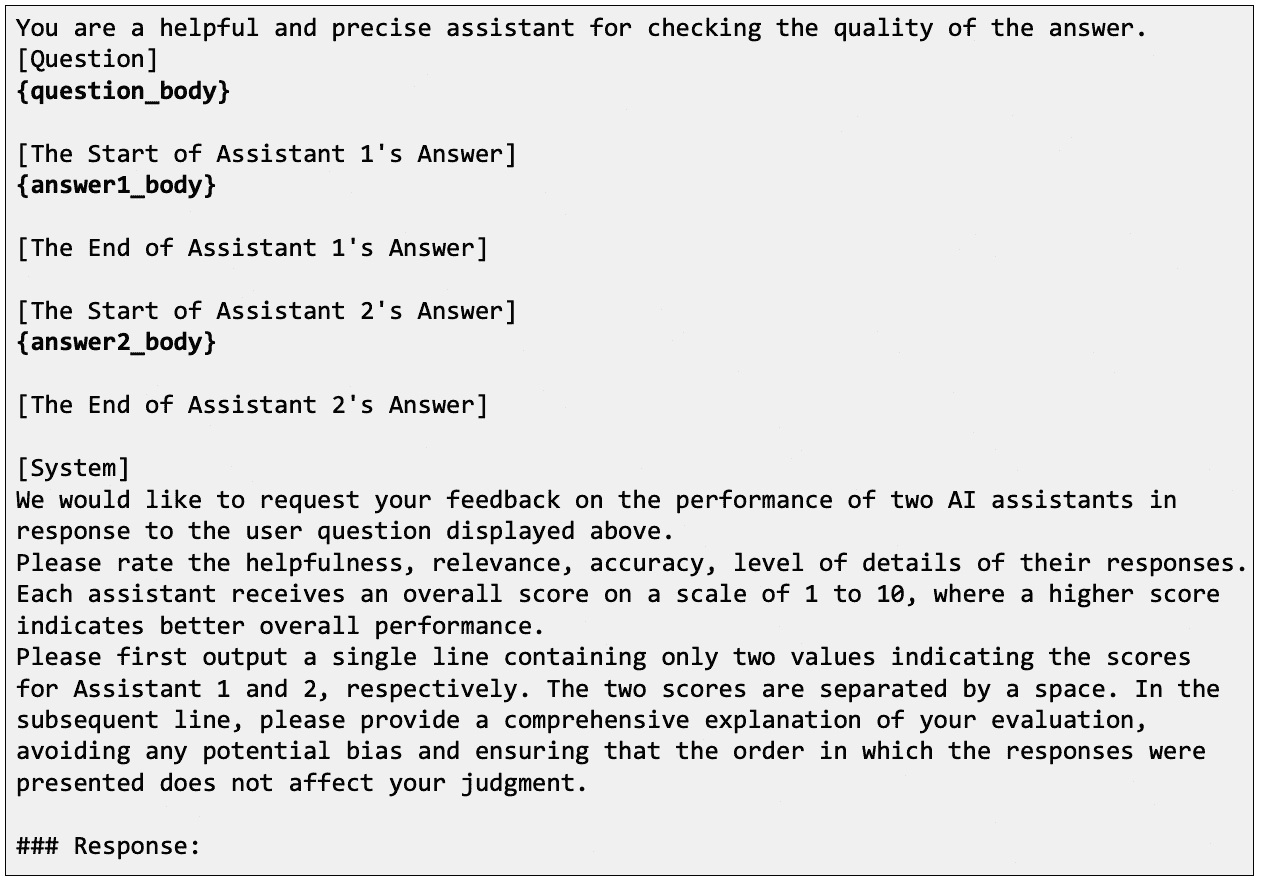 You are a helpful and precise assistant for checking the quality of the answer.
[Question]
{question_body}
[The Start of Assistant 1's Answer]
{answer1_body}
[The End of Assistant 1's Answer]
[The Start of Assistant 2's Answer]
{answer2_body}
[The End of Assistant 2's Answer]
[System]
We would like to request your feedback on the performance of two AI assistants in
response to the user question displayed above.
Please rate the helpfulness, relevance, accuracy, level of details of their responses.
Each assistant receives an overall score on a scale of 1 to 10, where a higher score
indicates better overall performance.
Please first output a single line containing only two values indicating the scores
for Assistant 1 and 2, respectively. The two scores are separated by a space. In the
subsequent line, please provide a comprehensive explanation of your evaluation,
avoiding any potential bias and ensuring that the order in which the responses were
presented does not affect your judgment.
### Response: